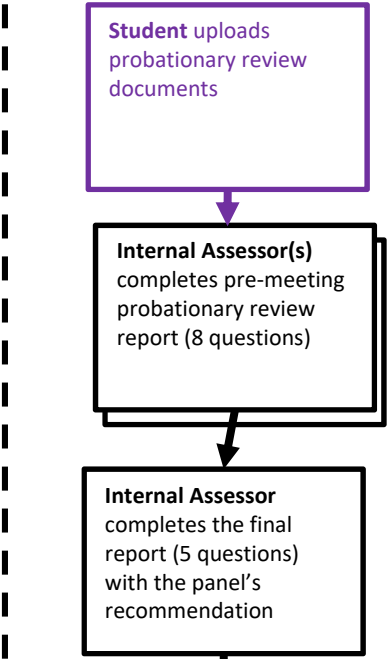 Student uploads
probationary review
documents
Internal Assessor(s)
completes pre-meeting
probationary review
report (8 questions)
Internal Assessor
completes the final
report (5 questions)
with the panel's
recommendation